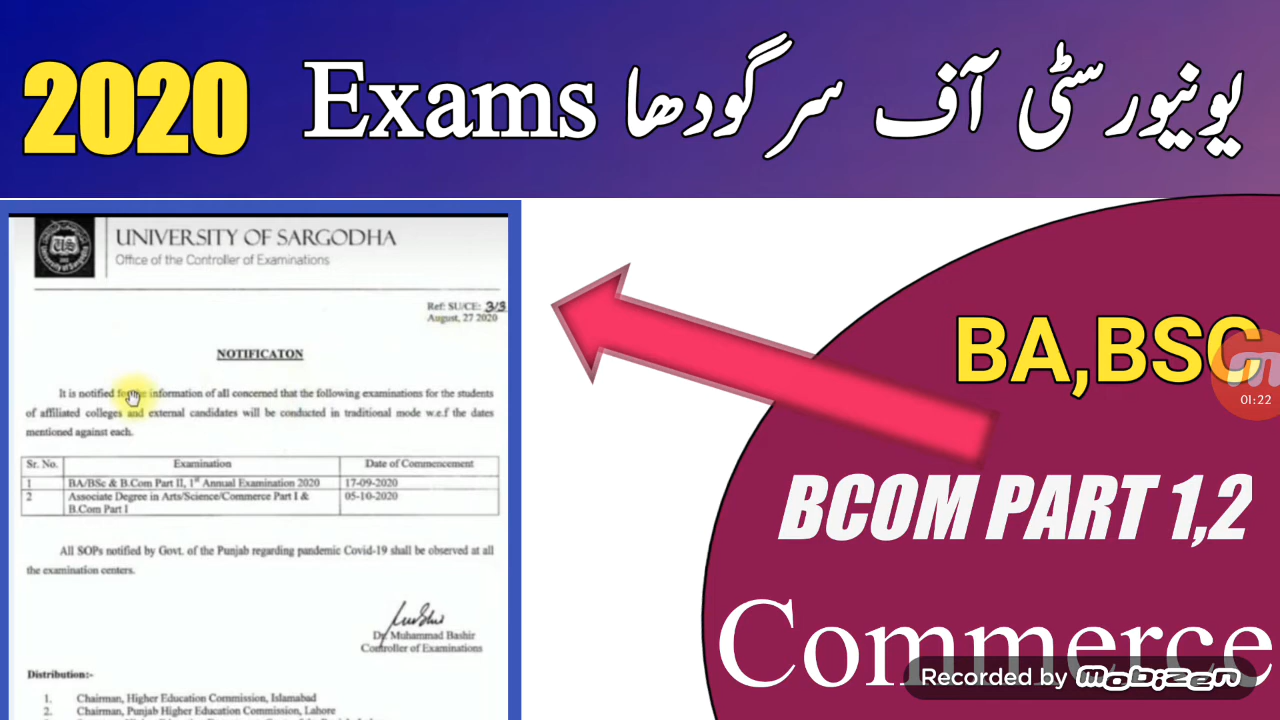 2020 Exams یونیورسٹی آف سرگودھا
UNIVERSITY OF SARGODHA
Office of the Controller of Examinations
Ref: SU/CE:
August, 27 2020
NOTIFICATON
It is notified for the information of all concerned that the following examinations for the students
of affiliated colleges and external candidates will be conducted in traditional mode w.e.f the dates
mentioned against each.
Sr. No. Examination Date of Commencement
1 BA/BSc & B.Com Part II, 1st Annual Examination 2020 17-09-2020
2 Associate Degree in Arts/Science/Commerce Part I & 05-10-2020
B.Com Part I
All SOPs notified by Govt. of the Punjab regarding pandemic Covid-19 shall be observed at all
the examination centers.
Dr. Muhammad Bashir
Controller of Examinations
Distribution:-
1. Chairman, Higher Education Commission, Islamabad
2. Chairman, Punjab Higher Education Commission, Lahore
BA,BSC
01:22
BCOM PART 1,2
Commerce
Recorded by mobizen